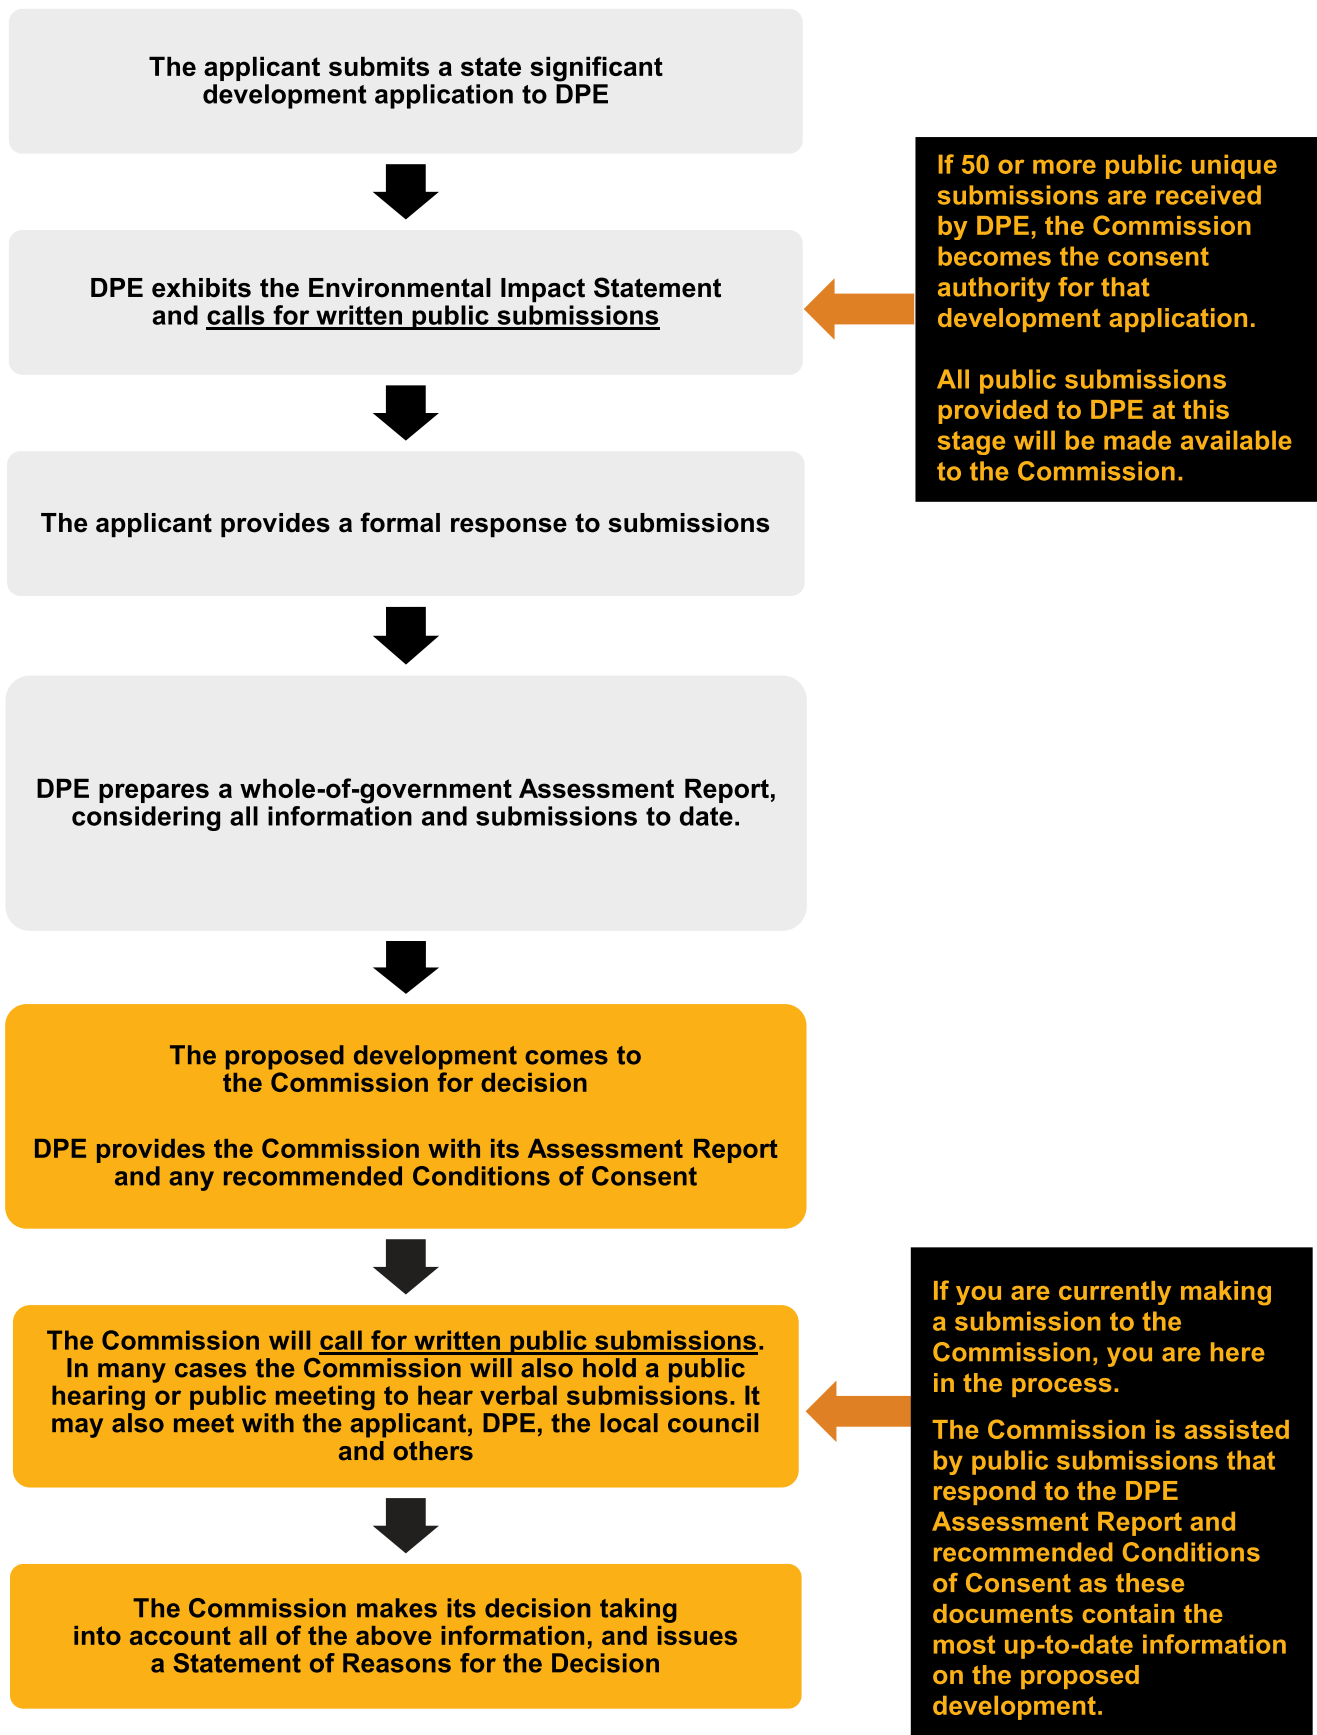 The applicant submits a state significant
development application to DPE
If 50 or more public unique
submissions are received
by DPE, the Commission
becomes the consent
authority for that
development application.
All public submissions
provided to DPE at this
stage will be made available
to the Commission.
DPE exhibits the Environmental Impact Statement
and calls for written public submissions
The applicant provides a formal response to submissions
DPE prepares a whole-of-government Assessment Report,
considering all information and submissions to date.
The proposed development comes to
the Commission for decision
DPE provides the Commission with its Assessment Report
and any recommended Conditions of Consent
The Commission will call for written public submissions.
In many cases the Commission will also hold a public
hearing or public meeting to hear verbal submissions. It
may also meet with the applicant, DPE, the local council
and others
If you are currently making
a submission to the
Commission, you are here
in the process.
The Commission is assisted
by public submissions that
respond to the DPE
Assessment Report and
recommended Conditions
of Consent as these
documents contain the
most up-to-date information
on the proposed
development.
The Commission makes its decision taking
into account all of the above information, and issues
a Statement of Reasons for the Decision